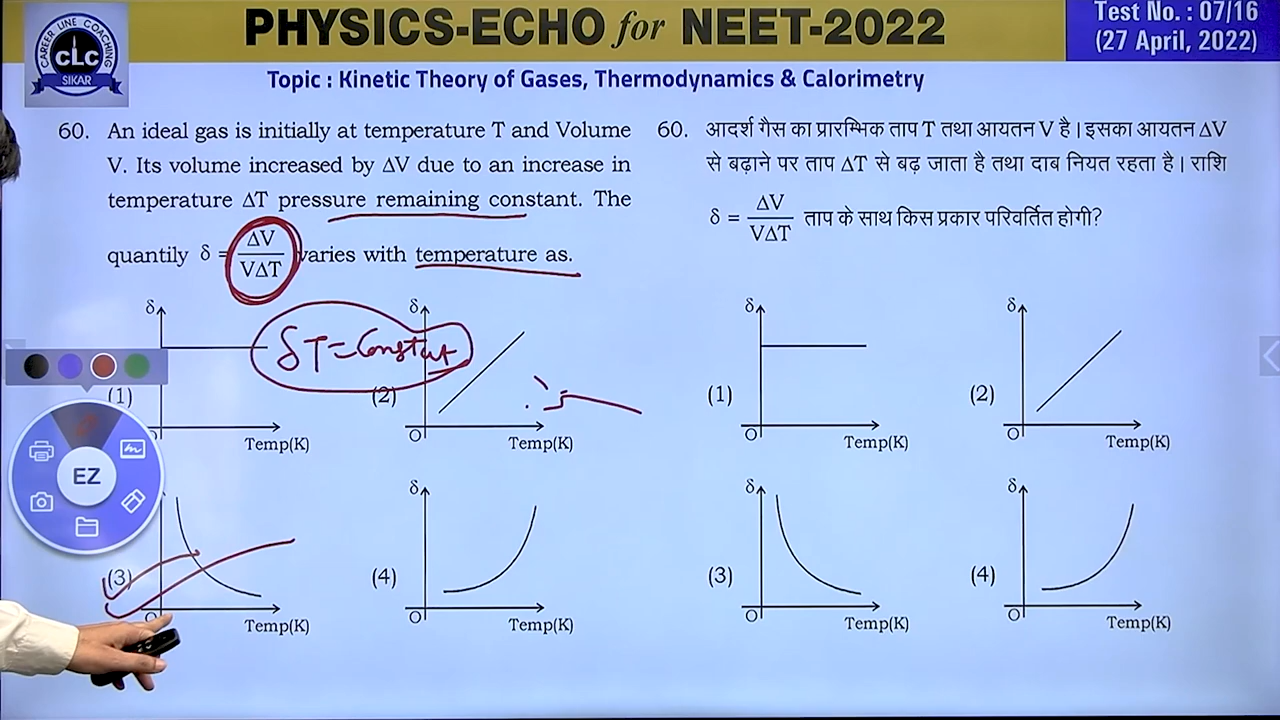 CAREER LINE COACHING
CLC
SIKAR
PHYSICS-ECHO for NEET-2022
Test No. : 07/16
(27 April, 2022)
Topic : Kinetic Theory of Gases, Thermodynamics & Calorimetry
60. An ideal gas is initially at temperature T and Volume
V. Its volume increased by ΔV due to an increase in
temperature ΔT pressure remaining constant. The
quantily δ = ΔV/VΔT varies with temperature as.
δ
δT = Constant
(1)
O
Temp(K)
δ
(2)
O
Temp(K)
EZ
(3)
O
Temp(K)
δ
(4)
O
Temp(K)
60. आदर्श गैस का प्रारम्भिक ताप T तथा आयतन V है। इसका आयतन ΔV
से बढ़ाने पर ताप ΔT से बढ़ जाता है तथा दाब नियत रहता है। राशि
δ = ΔV/VΔT ताप के साथ किस प्रकार परिवर्तित होगी?
δ
(1)
O
Temp(K)
δ
(2)
O
Temp(K)
δ
(3)
O
Temp(K)
δ
(4)
O
Temp(K)